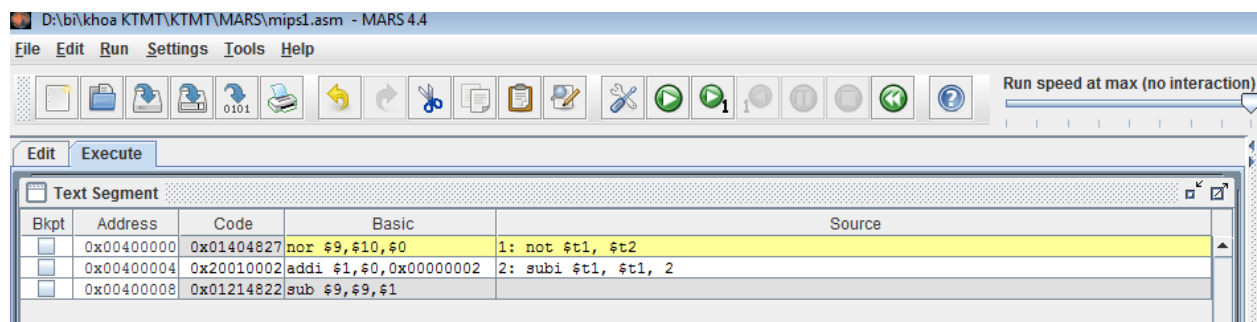 D:\bi\khoa KTMT\KTMT\MARS\mips1.asm - MARS 4.4
File Edit Run Settings Tools Help
0101 1 1 Run speed at max (no interaction)
Edit Execute
Text Segment
Bkpt Address Code Basic Source
0x00400000 0x01404827 nor $9,$10,$0 1: not $t1, $t2
0x00400004 0x20010002 addi $1,$0,0x00000002 2: subi $t1, $t1, 2
0x00400008 0x01214822 sub $9,$9,$1